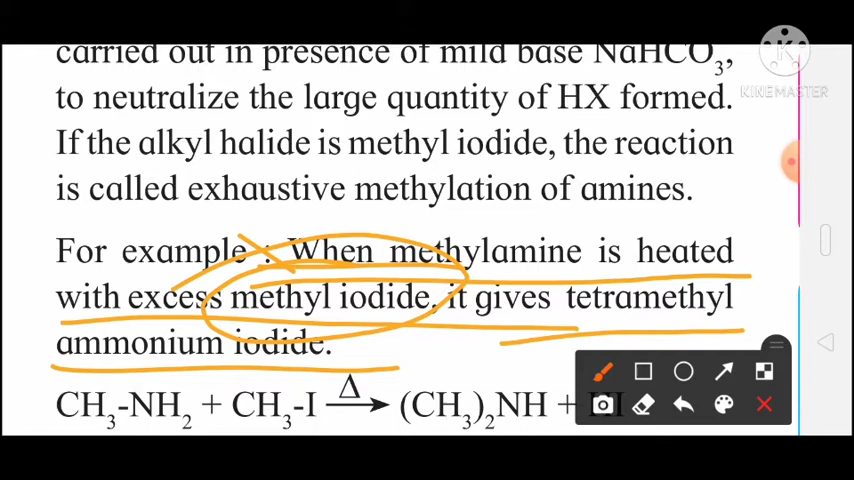 carried out in presence of mild base NaHCO₃,
K
KINEMASTER
to neutralize the large quantity of HX formed.
If the alkyl halide is methyl iodide, the reaction
is called exhaustive methylation of amines.
For example : When methylamine is heated
with excess methyl iodide, it gives tetramethyl
ammonium iodide.
CH₃-NH₂ + CH₃-I Δ→ (CH₃)₂NH + HI